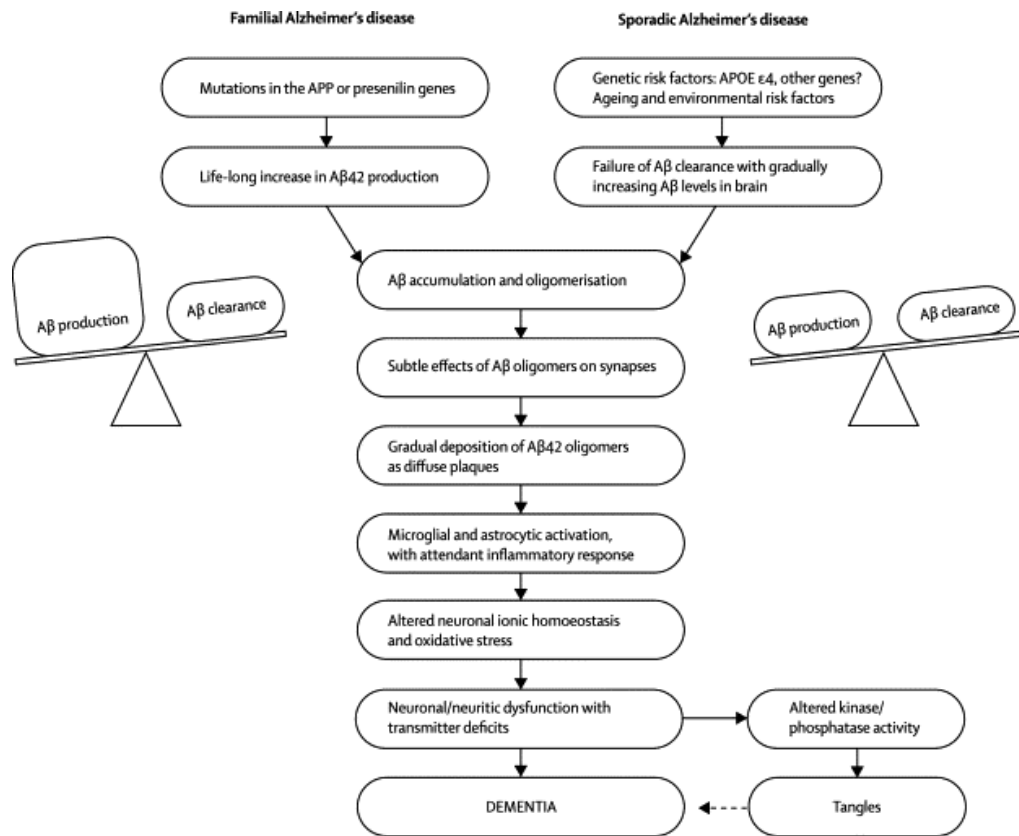 Familial Alzheimer's disease
Sporadic Alzheimer's disease
Mutations in the APP or presenilin genes
Genetic risk factors: APOE ε4, other genes?
Ageing and environmental risk factors
Life-long increase in Aβ42 production
Failure of Aβ clearance with gradually
increasing Aβ levels in brain
Aβ accumulation and oligomerisation
Aβ production
Aβ clearance
Aβ production
Aβ clearance
Subtle effects of Aβ oligomers on synapses
Gradual deposition of Aβ42 oligomers
as diffuse plaques
Microglial and astrocytic activation,
with attendant inflammatory response
Altered neuronal ionic homoeostasis
and oxidative stress
Neuronal/neuritic dysfunction with
transmitter deficits
Altered kinase/
phosphatase activity
DEMENTIA
Tangles